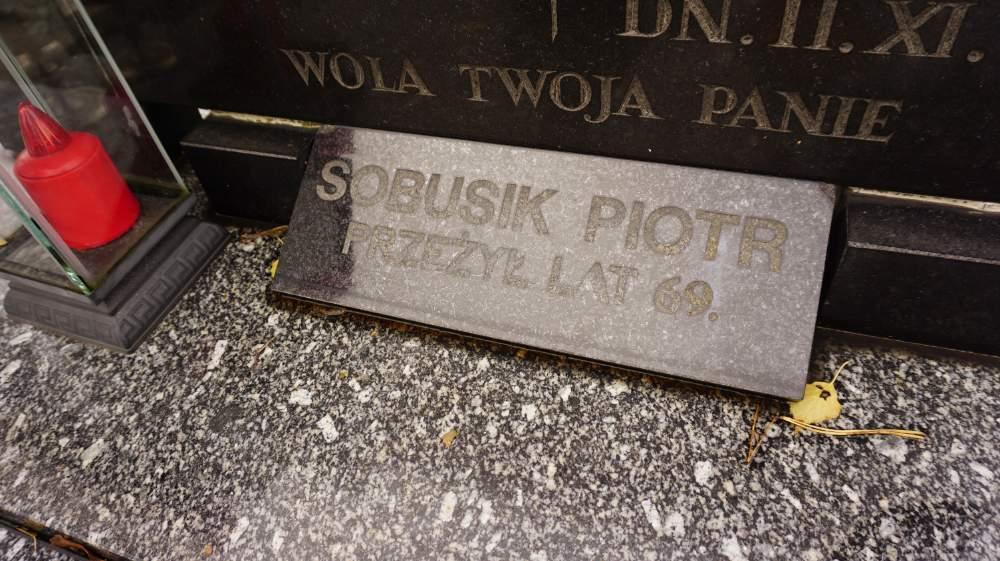 DN. II. XI.
WOLA TWOJA PANIE
SOBUSIK PIOTR
PRZEŻYŁ LAT 69.